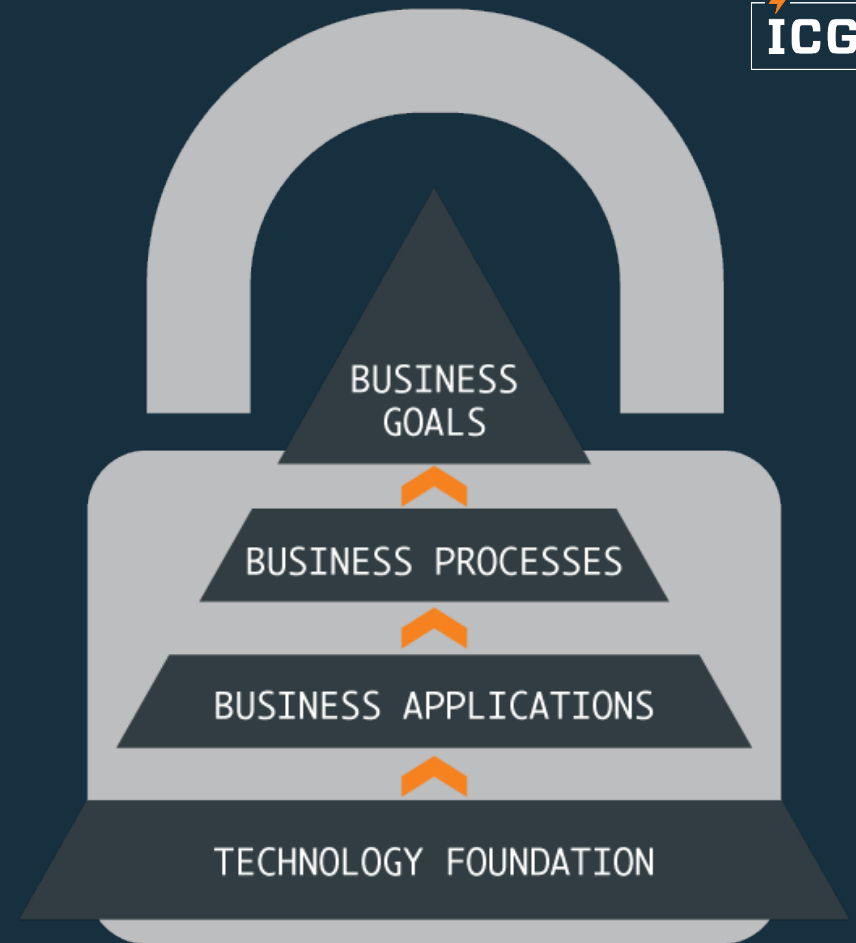 ICG
BUSINESS
GOALS
BUSINESS PROCESSES
BUSINESS APPLICATIONS
TECHNOLOGY FOUNDATION